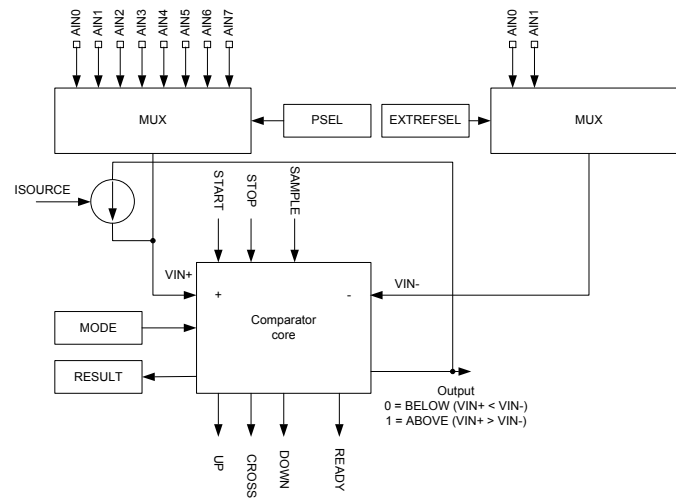 AIN0
AIN1
AIN2
AIN3
AIN4
AIN5
AIN6
AIN7
AIN0
AIN1
MUX
PSEL
EXTREFSEL
MUX
ISOURCE
START
STOP
SAMPLE
VIN+
VIN-
+
-
Comparator
core
MODE
RESULT
Output
0 = BELOW (VIN+ < VIN-)
1 = ABOVE (VIN+ > VIN-)
UP
CROSS
DOWN
READY